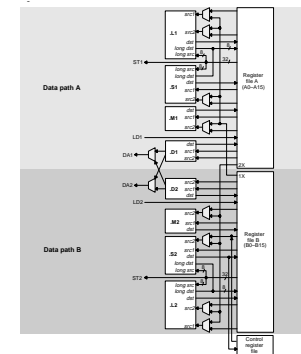 src1
.L1
src2
dst
long dst
8
long src
8
32
ST1
Register
file A
(A0–A15)
long src
long dst
dst
Data path A
.S1
src1
src2
dst
.M1
src1
src2
LD1
dst
.D1
src1
src2
DA1
2X
1X
DA2
src2
.D2
src1
dst
LD2
src2
.M2
src1
dst
src2
Data path B
.S2
src1
dst
long dst
long src
8
32
ST2
Register
file B
(B0–B15)
long src
long dst
8
dst
.L2
src2
src1
Control
register
file